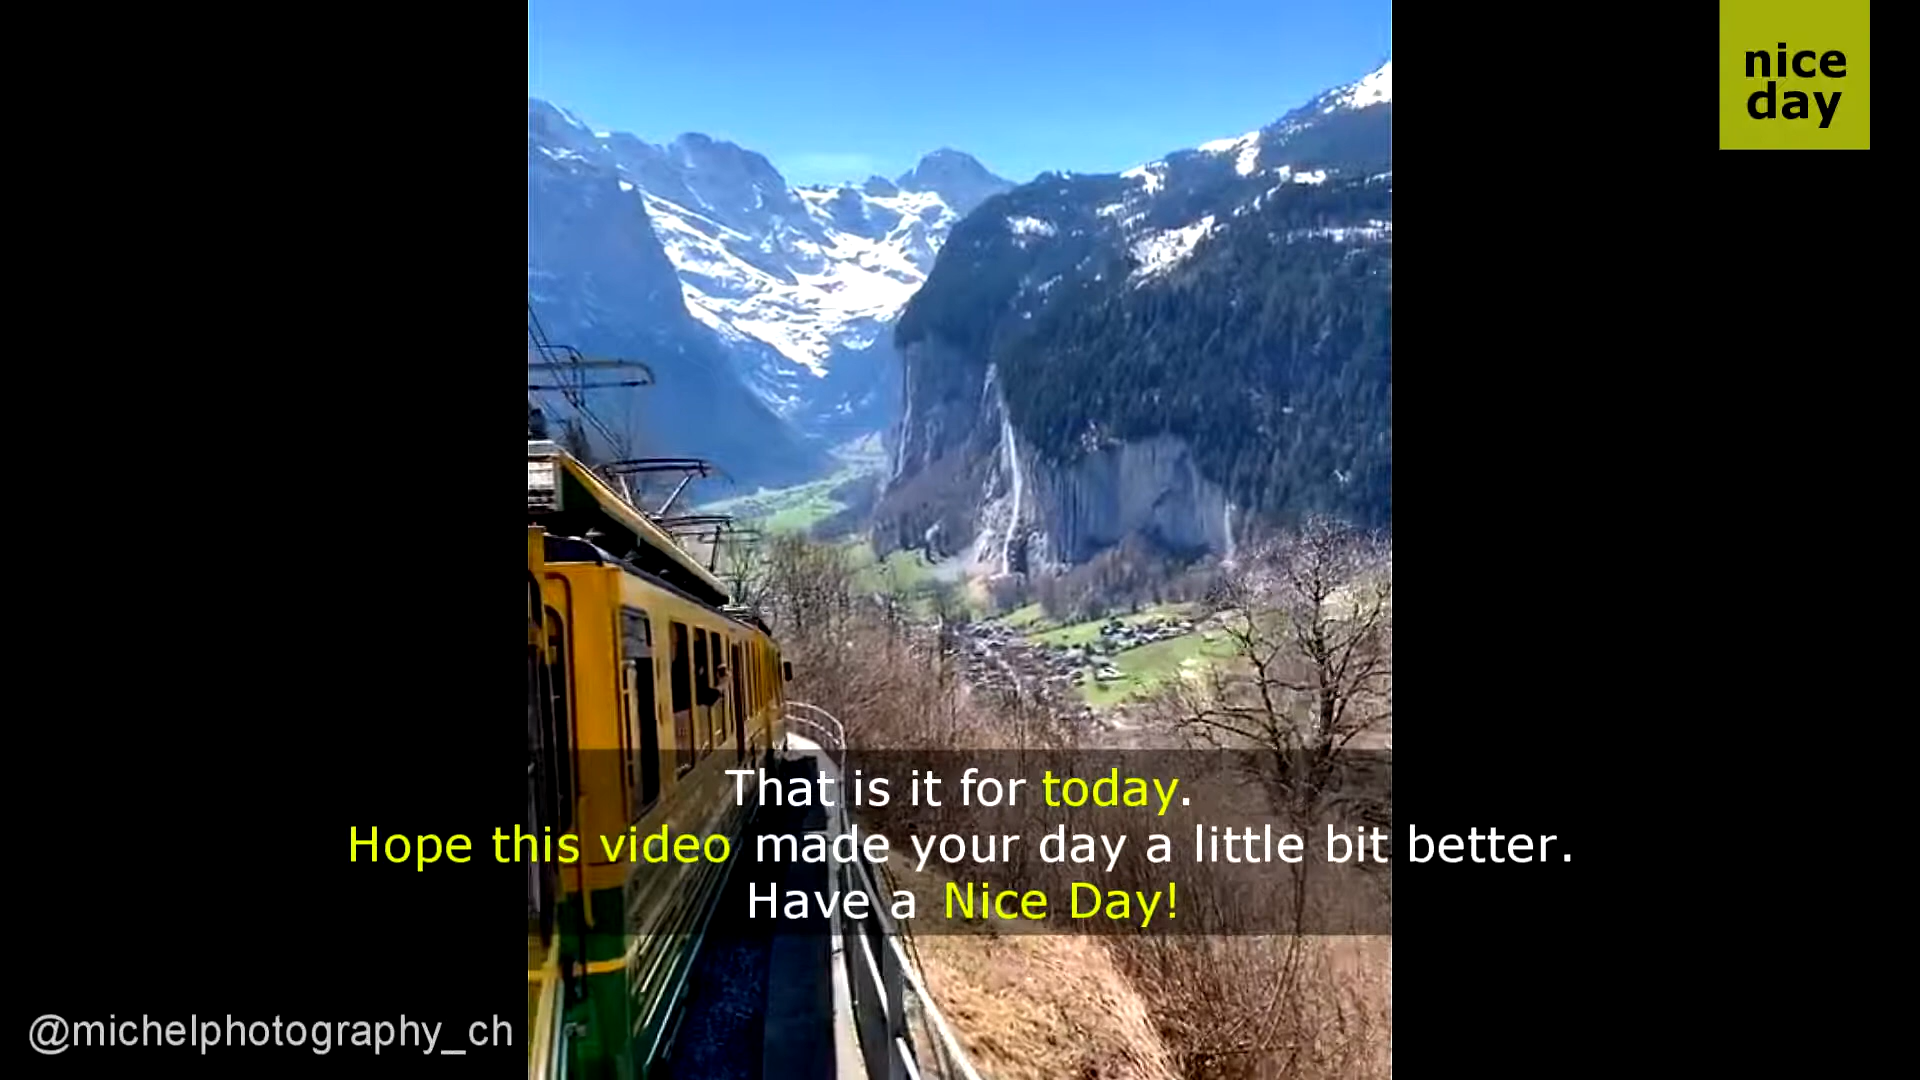 nice
day
That is it for today.
Hope this video made your day a little bit better.
Have a Nice Day!
@michelphotography_ch